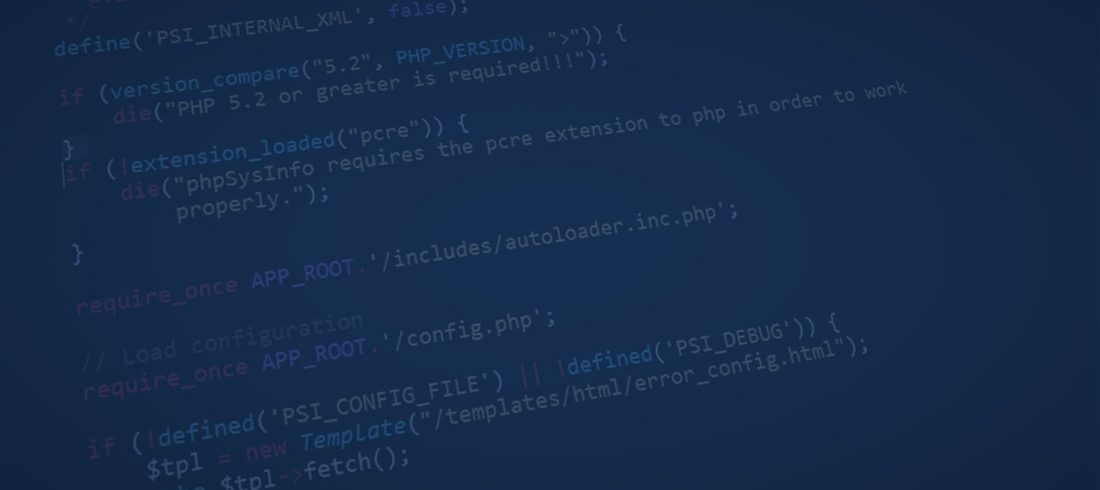 */
define('PSI_INTERNAL_XML', false);
if (version_compare("5.2", PHP_VERSION, ">")) {
die("PHP 5.2 or greater is required!!!");
}
if (!extension_loaded("pcre")) {
die("phpSysInfo requires the pcre extension to php in order to work
properly.");
}
require_once APP_ROOT.'/includes/autoloader.inc.php';
// Load configuration
require_once APP_ROOT.'/config.php';
if (!defined('PSI_CONFIG_FILE') || !defined('PSI_DEBUG')) {
$tpl = new Template("/templates/html/error_config.html");
$tpl->fetch();